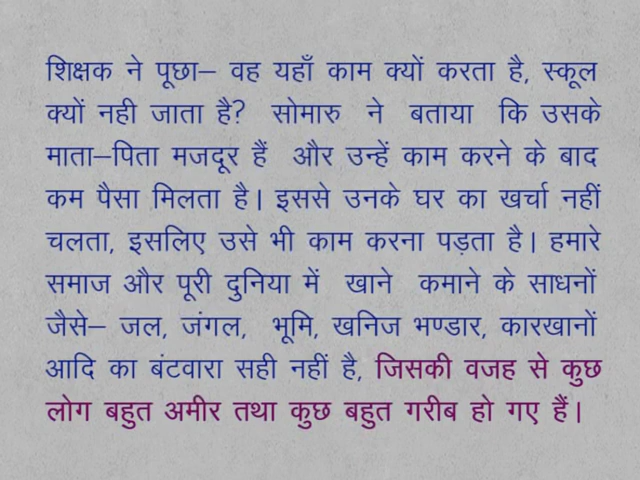 शिक्षक ने पूछा– वह यहाँ काम क्यों करता है, स्कूल
क्यों नही जाता है? सोमारु ने बताया कि उसके
माता–पिता मजदूर हैं और उन्हें काम करने के बाद
कम पैसा मिलता है। इससे उनके घर का खर्चा नहीं
चलता, इसलिए उसे भी काम करना पड़ता है। हमारे
समाज और पूरी दुनिया में खाने कमाने के साधनों
जैसे– जल, जंगल, भूमि, खनिज भण्डार, कारखानों
आदि का बंटवारा सही नहीं है, जिसकी वजह से कुछ
लोग बहुत अमीर तथा कुछ बहुत गरीब हो गए हैं।